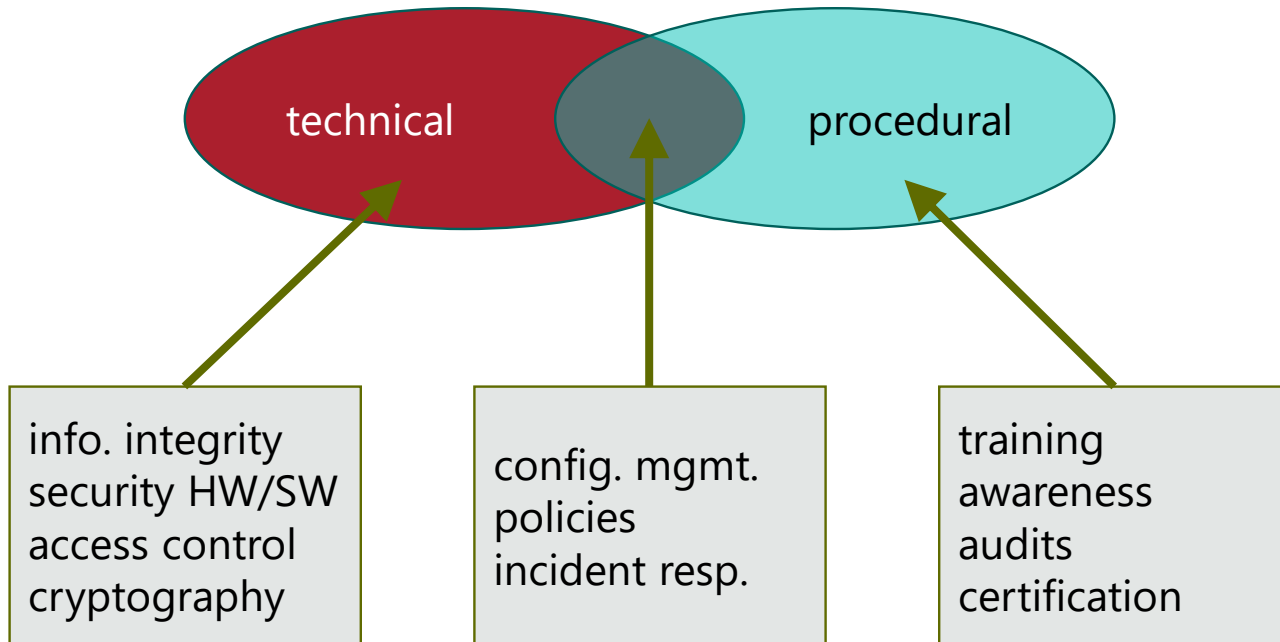 technical
procedural
info. integrity
security HW/SW
access control
cryptography
config. mgmt.
policies
incident resp.
training
awareness
audits
certification